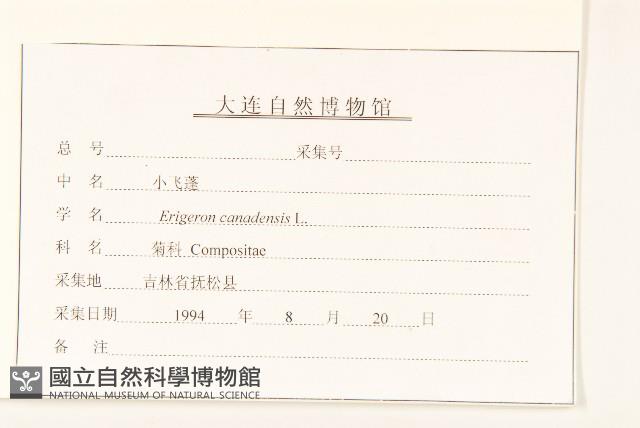 大连自然博物馆
总 号 采集号
中 名 小飞蓬
学 名 Erigeron canadensis L.
科 名 菊科 Compositae
采集地 吉林省抚松县
采集日期 1994 年 8 月 20 日
备 注
國立自然科學博物館
NATIONAL MUSEUM OF NATURAL SCIENCE